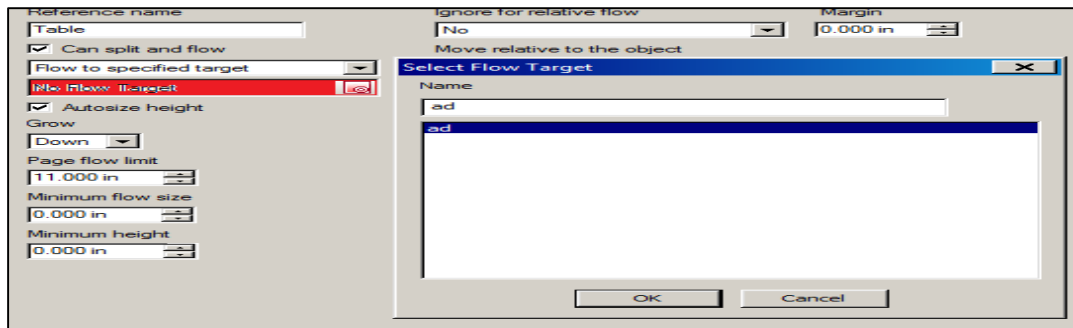 Reference name
Table
Can split and flow
Flow to specified target
No Flow Target
Autosize height
Grow
Down
Page flow limit
11.000 in
Minimum flow size
0.000 in
Minimum height
0.000 in
Ignore for relative flow
No
Move relative to the object
Margin
0.000 in
Select Flow Target
Name
ad
ad
OK
Cancel